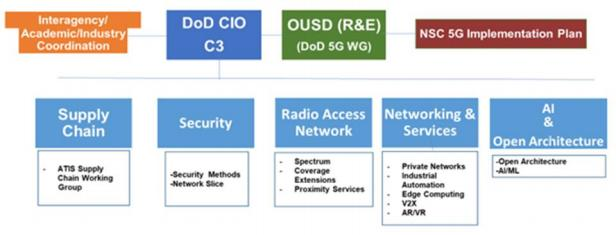 Interagency/
Academic/Industry
Coordination
DoD CIO
C3
OUSD (R&E)
(DoD 5G WG)
NSC 5G Implementation Plan
Supply
Chain
- ATIS Supply
Chain Working
Group
Security
-Security Methods
-Network Slice
Radio Access
Network
- Spectrum
- Coverage
Extensions
- Proximity Services
Networking &
Services
- Private Networks
- Industrial
Automation
- Edge Computing
- V2X
- AR/VR
AI
&
Open Architecture
-Open Architecture
-AI/ML